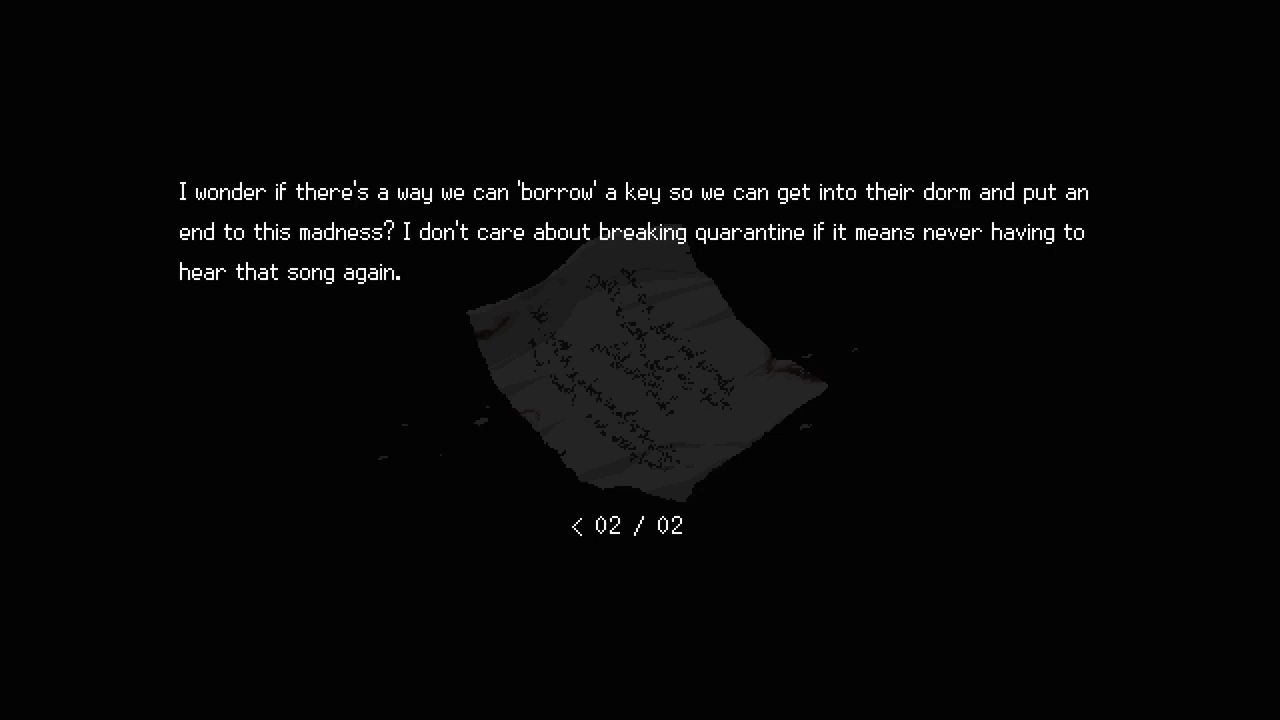 I wonder if there's a way we can 'borrow' a key so we can get into their dorm and put an
end to this madness? I don't care about breaking quarantine if it means never having to
hear that song again.
< 02 / 02